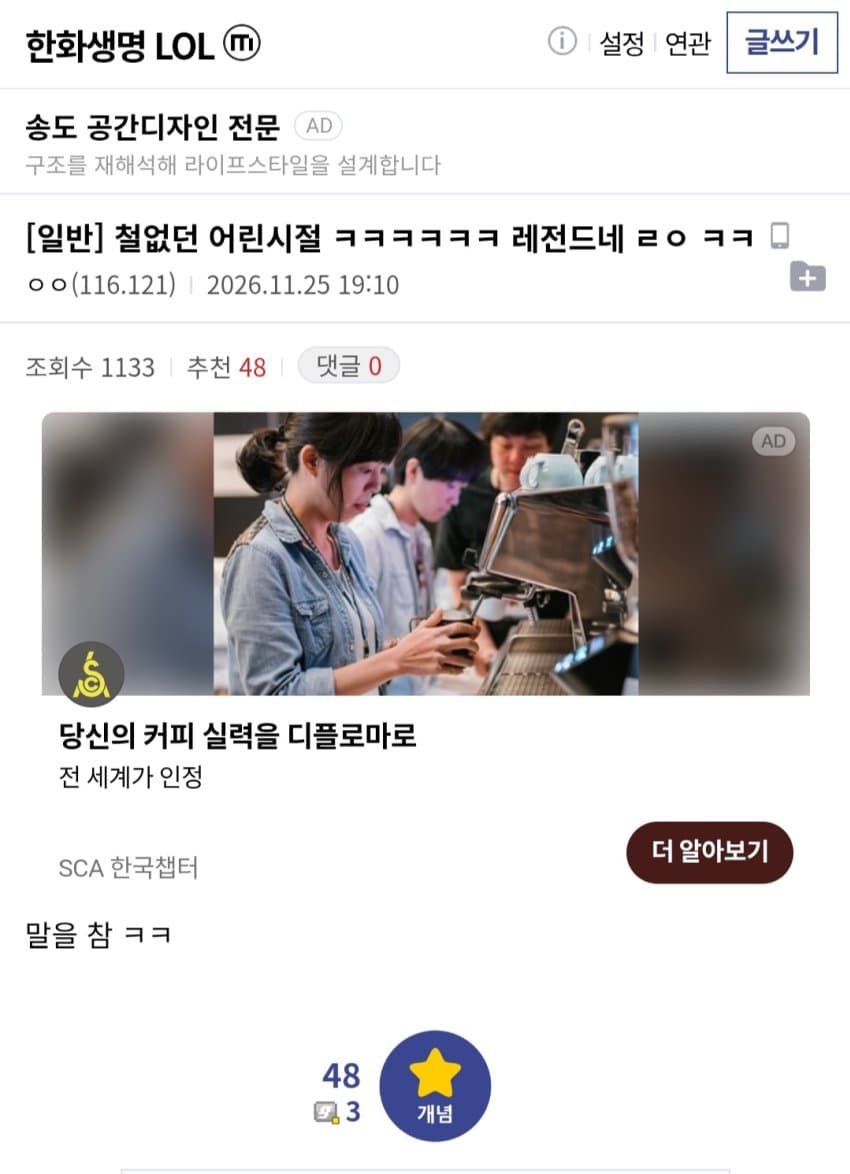 한화생명 LOL ⓜ
설정 연관 글쓰기
송도 공간디자인 전문 AD
구조를 재해석해 라이프스타일을 설계합니다
[일반] 철없던 어린시절 ㅋㅋㅋㅋㅋㅋ 레전드네 ㄹㅇ ㅋㅋ
ㅇㅇ(116.121) 2026.11.25 19:10
조회수 1133 추천 48 댓글 0
AD
당신의 커피 실력을 디플로마로
전 세계가 인정
SCA 한국챕터
더 알아보기
말을 참 ㅋㅋ
48
3
개념